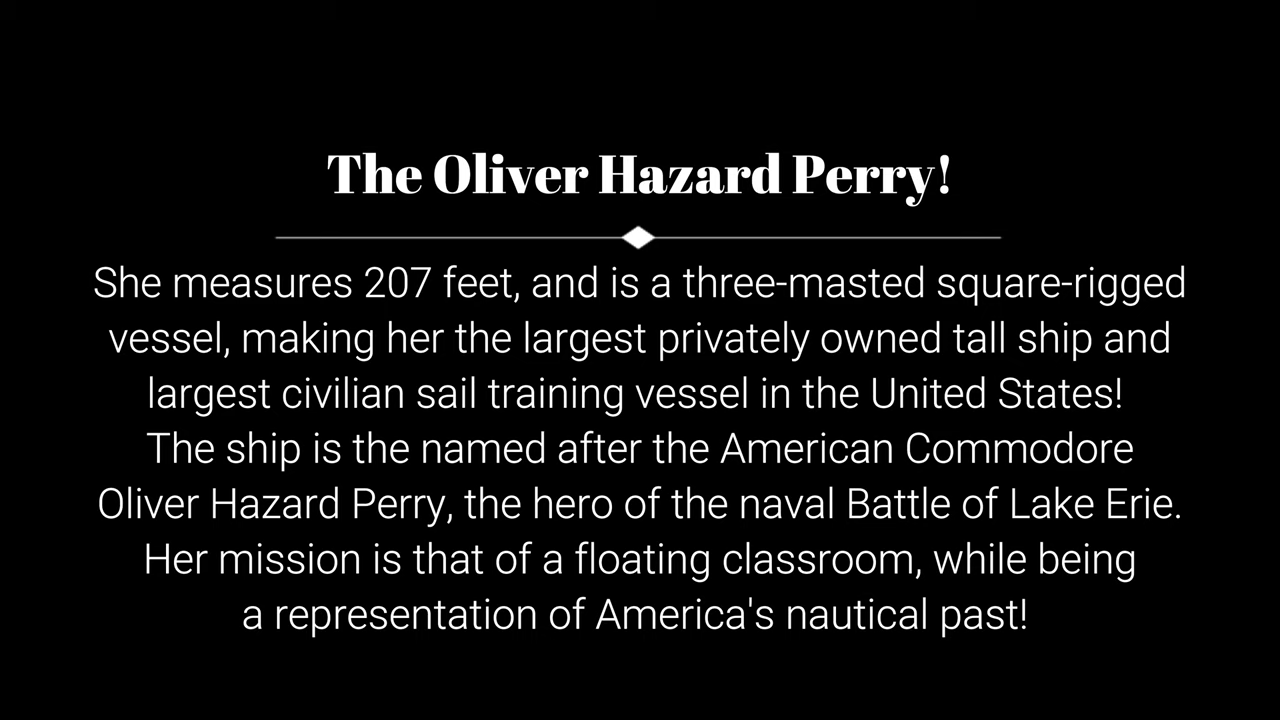 The Oliver Hazard Perry!
She measures 207 feet, and is a three-masted square-rigged
vessel, making her the largest privately owned tall ship and
largest civilian sail training vessel in the United States!
The ship is the named after the American Commodore
Oliver Hazard Perry, the hero of the naval Battle of Lake Erie.
Her mission is that of a floating classroom, while being
a representation of America's nautical past!